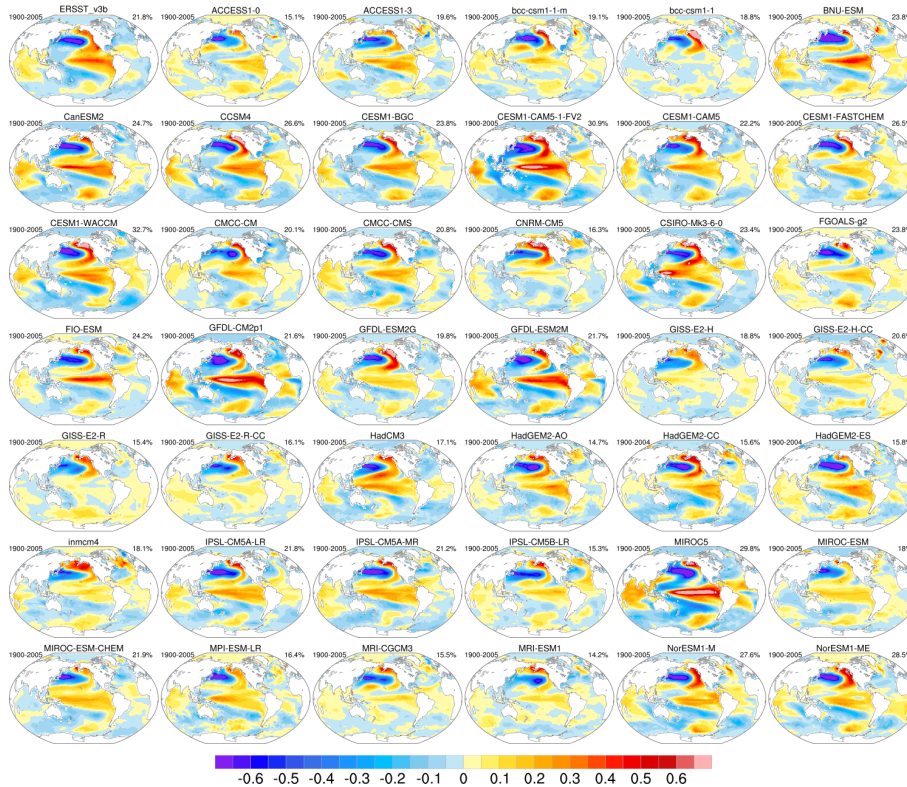 ERSST_v3b 21.8%
ACCESS1-0 1900-2005 15.1%
ACCESS1-3 1900-2005 19.6%
bcc-csm1-1-m 1900-2005 19.1%
bcc-csm1-1 1900-2005 18.8%
BNU-ESM 1900-2005 23.8%
1900-2005 CanESM2 24.7%
1900-2005 CCSM4 26.6%
1900-2005 CESM1-BGC 23.8%
1900-2005 CESM1-CAM5-1-FV2 30.9%
1900-2005 CESM1-CAM5 22.2%
1900-2005 CESM1-FASTCHEM 26.5%
1900-2005 CESM1-WACCM 32.7%
1900-2005 CMCC-CM 20.1%
1900-2005 CMCC-CMS 20.8%
1900-2005 CNRM-CM5 16.3%
1900-2005 CSIRO-Mk3-6-0 23.4%
1900-2005 FGOALS-g2 23.8%
1900-2005 FIO-ESM 24.2%
1900-2005 GFDL-CM2p1 21.6%
1900-2005 GFDL-ESM2G 19.8%
1900-2005 GFDL-ESM2M 21.7%
1900-2005 GISS-E2-H 18.8%
1900-2005 GISS-E2-H-CC 20.6%
1900-2005 GISS-E2-R 15.4%
1900-2005 GISS-E2-R-CC 16.1%
1900-2005 HadCM3 17.1%
1900-2005 HadGEM2-AO 14.7%
1900-2004 HadGEM2-CC 15.6%
1900-2004 HadGEM2-ES 15.8%
1900-2005 inmcm4 18.1%
1900-2005 IPSL-CM5A-LR 21.8%
1900-2005 IPSL-CM5A-MR 21.2%
1900-2005 IPSL-CM5B-LR 15.3%
1900-2005 MIROC5 29.8%
1900-2005 MIROC-ESM 18%
1900-2005 MIROC-ESM-CHEM 21.9%
1900-2005 MPI-ESM-LR 16.4%
1900-2005 MRI-CGCM3 15.5%
1900-2005 MRI-ESM1 14.2%
1900-2005 NorESM1-M 27.6%
1900-2005 NorESM1-ME 28.5%
-0.6 -0.5 -0.4 -0.3 -0.2 -0.1 0 0.1 0.2 0.3 0.4 0.5 0.6